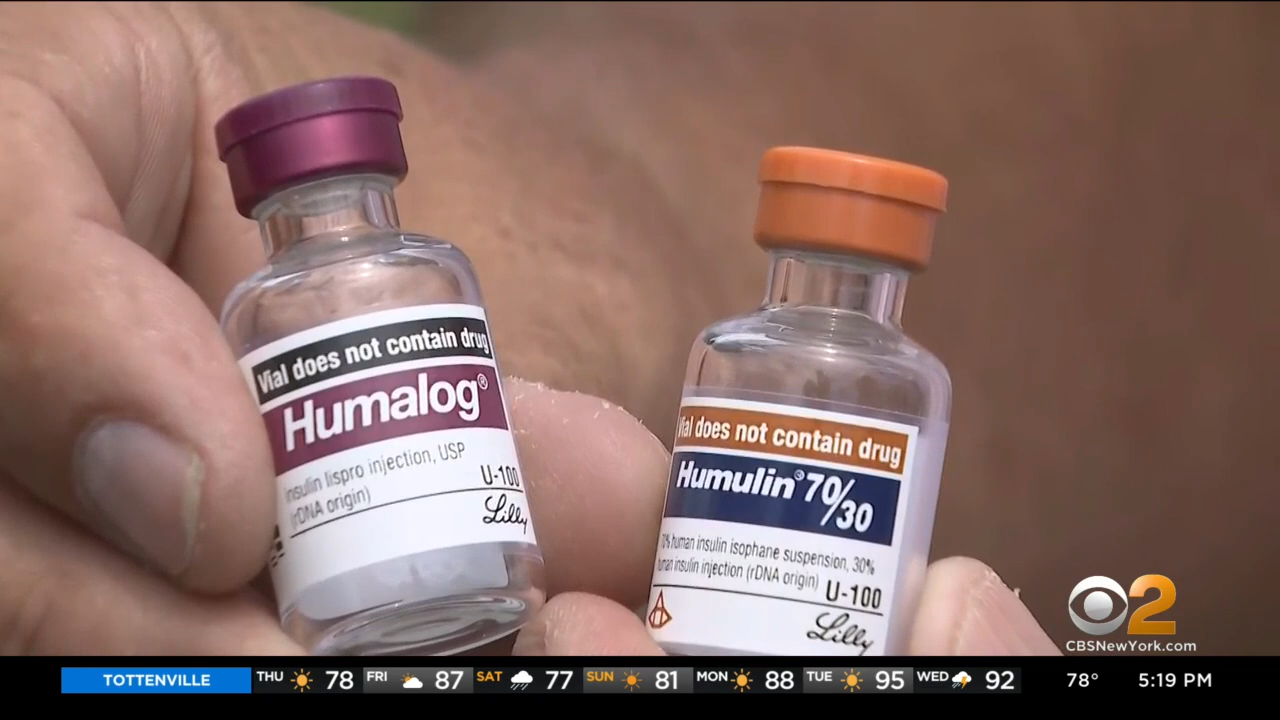 Vial does not contain drug
Humalog®
insulin lispro injection, USP
(rDNA origin)
U-100
Lilly
Vial does not contain drug
Humulin® 70/30
70% human insulin isophane suspension, 30%
human insulin injection (rDNA origin)
U-100
Lilly
2
CBSNewYork.com
TOTTENVILLE THU 78 FRI 87 SAT 77 SUN 81 MON 88 TUE 95 WED 92 78° 5:19 PM